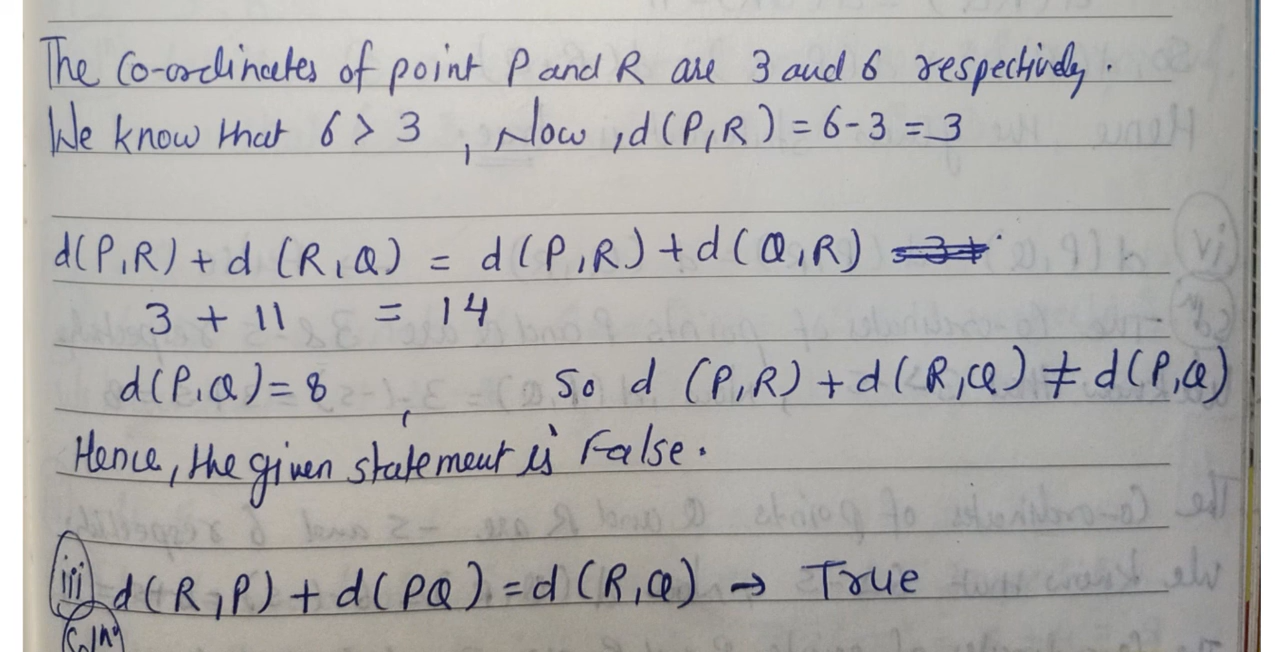 The Co-ordinates of point P and R are 3 and 6 respectively.
We know that 6 > 3 , Now , d(P,R) = 6-3 = 3
d(P,R) + d (R,Q) = d(P,R) + d(Q,R)
3 + 11 = 14
d(P,Q) = 8 , So d (P,R) + d(R,Q) ≠ d(P,Q)
Hence, the given statement is False.
(iii) d(R,P) + d(PQ) = d(R,Q) → True
Solnˢ